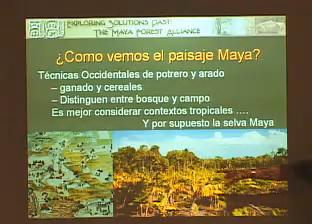 EXPLORING SOLUTIONS PAST:
THE MAYA FOREST ALLIANCE
¿Como vemos el paisaje Maya?
Técnicas Occidentales de potrero y arado
– ganado y cereales
– Distinguen entre bosque y campo
Es mejor considerar contextos tropicales ....
Y por supuesto la selva Maya